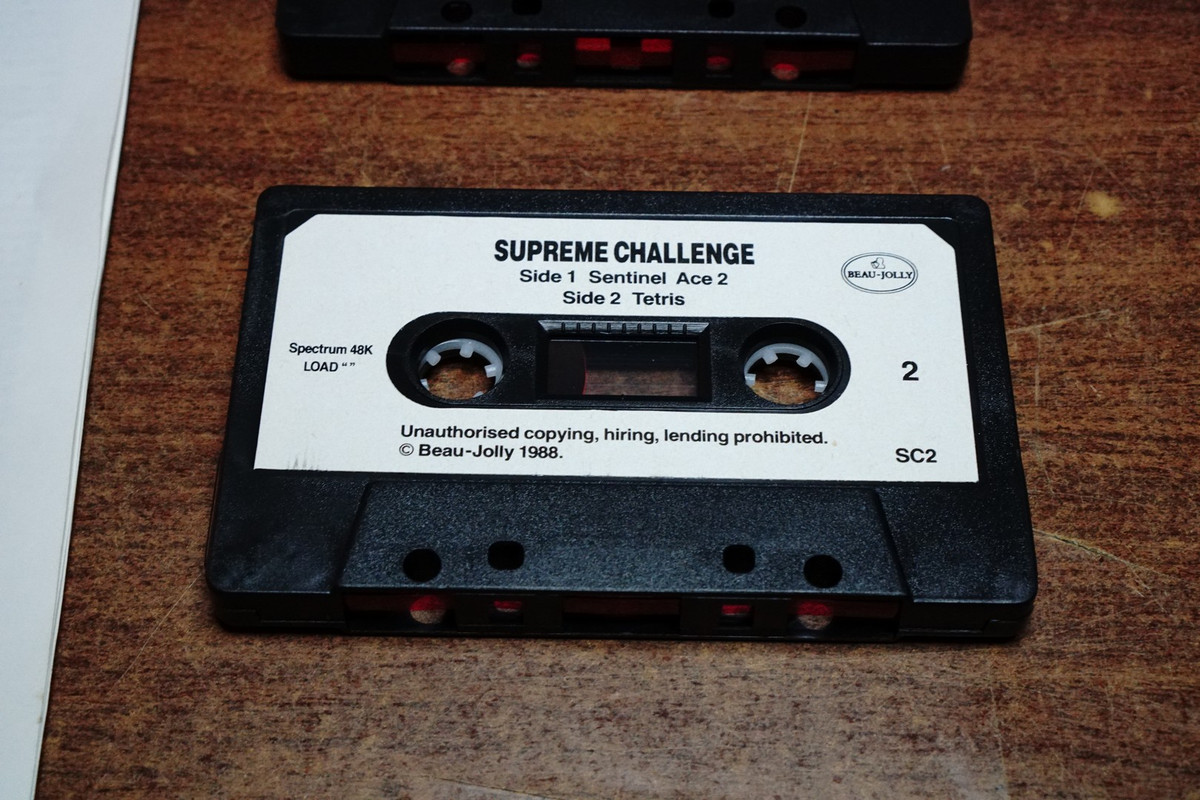 SUPREME CHALLENGE
Side 1 Sentinel Ace 2
Side 2 Tetris
BEAU-JOLLY
Spectrum 48K
LOAD “ ”
2
Unauthorised copying, hiring, lending prohibited.
© Beau-Jolly 1988.
SC2